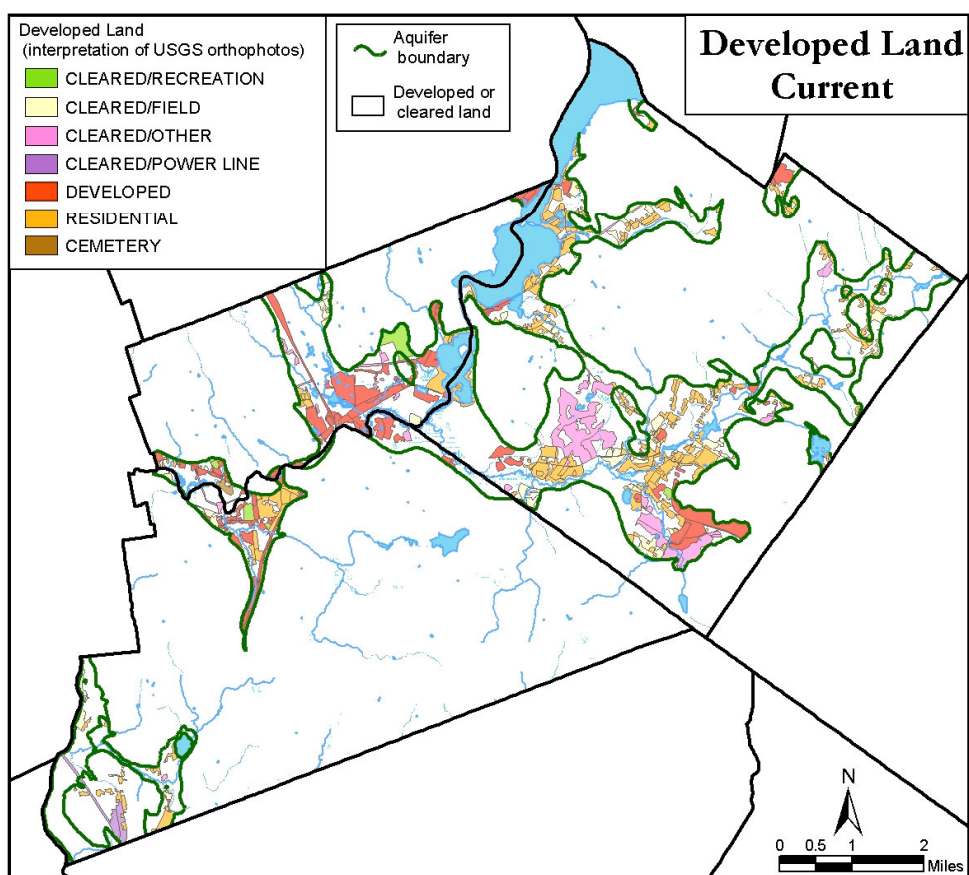 Developed Land
(interpretation of USGS orthophotos)
CLEARED/RECREATION
CLEARED/FIELD
CLEARED/OTHER
CLEARED/POWER LINE
DEVELOPED
RESIDENTIAL
CEMETERY
Aquifer
boundary
Developed or
cleared land
Developed Land
Current
N
0 0.5 1 2
Miles